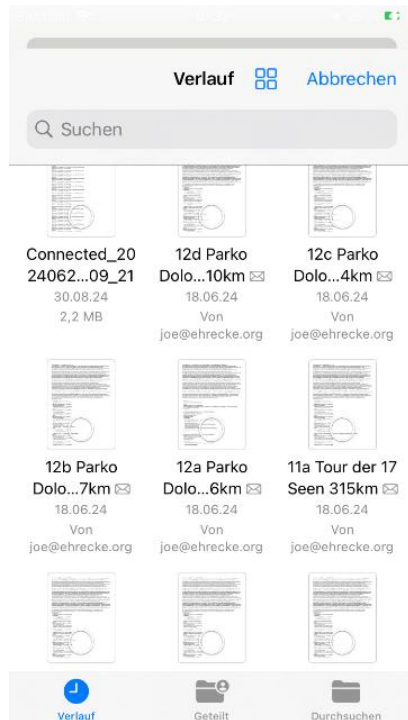 Verlauf
Abbrechen
Suchen
Connected_20
24062...09_21
30.08.24
2,2 MB
12d Parko
Dolo...10km
18.06.24
Von
joe@ehrecke.org
12c Parko
Dolo...4km
18.06.24
Von
joe@ehrecke.org
12b Parko
Dolo...7km
18.06.24
Von
joe@ehrecke.org
12a Parko
Dolo...6km
18.06.24
Von
joe@ehrecke.org
11a Tour der 17
Seen 315km
18.06.24
Von
joe@ehrecke.org
Verlauf
Geteilt
Durchsuchen